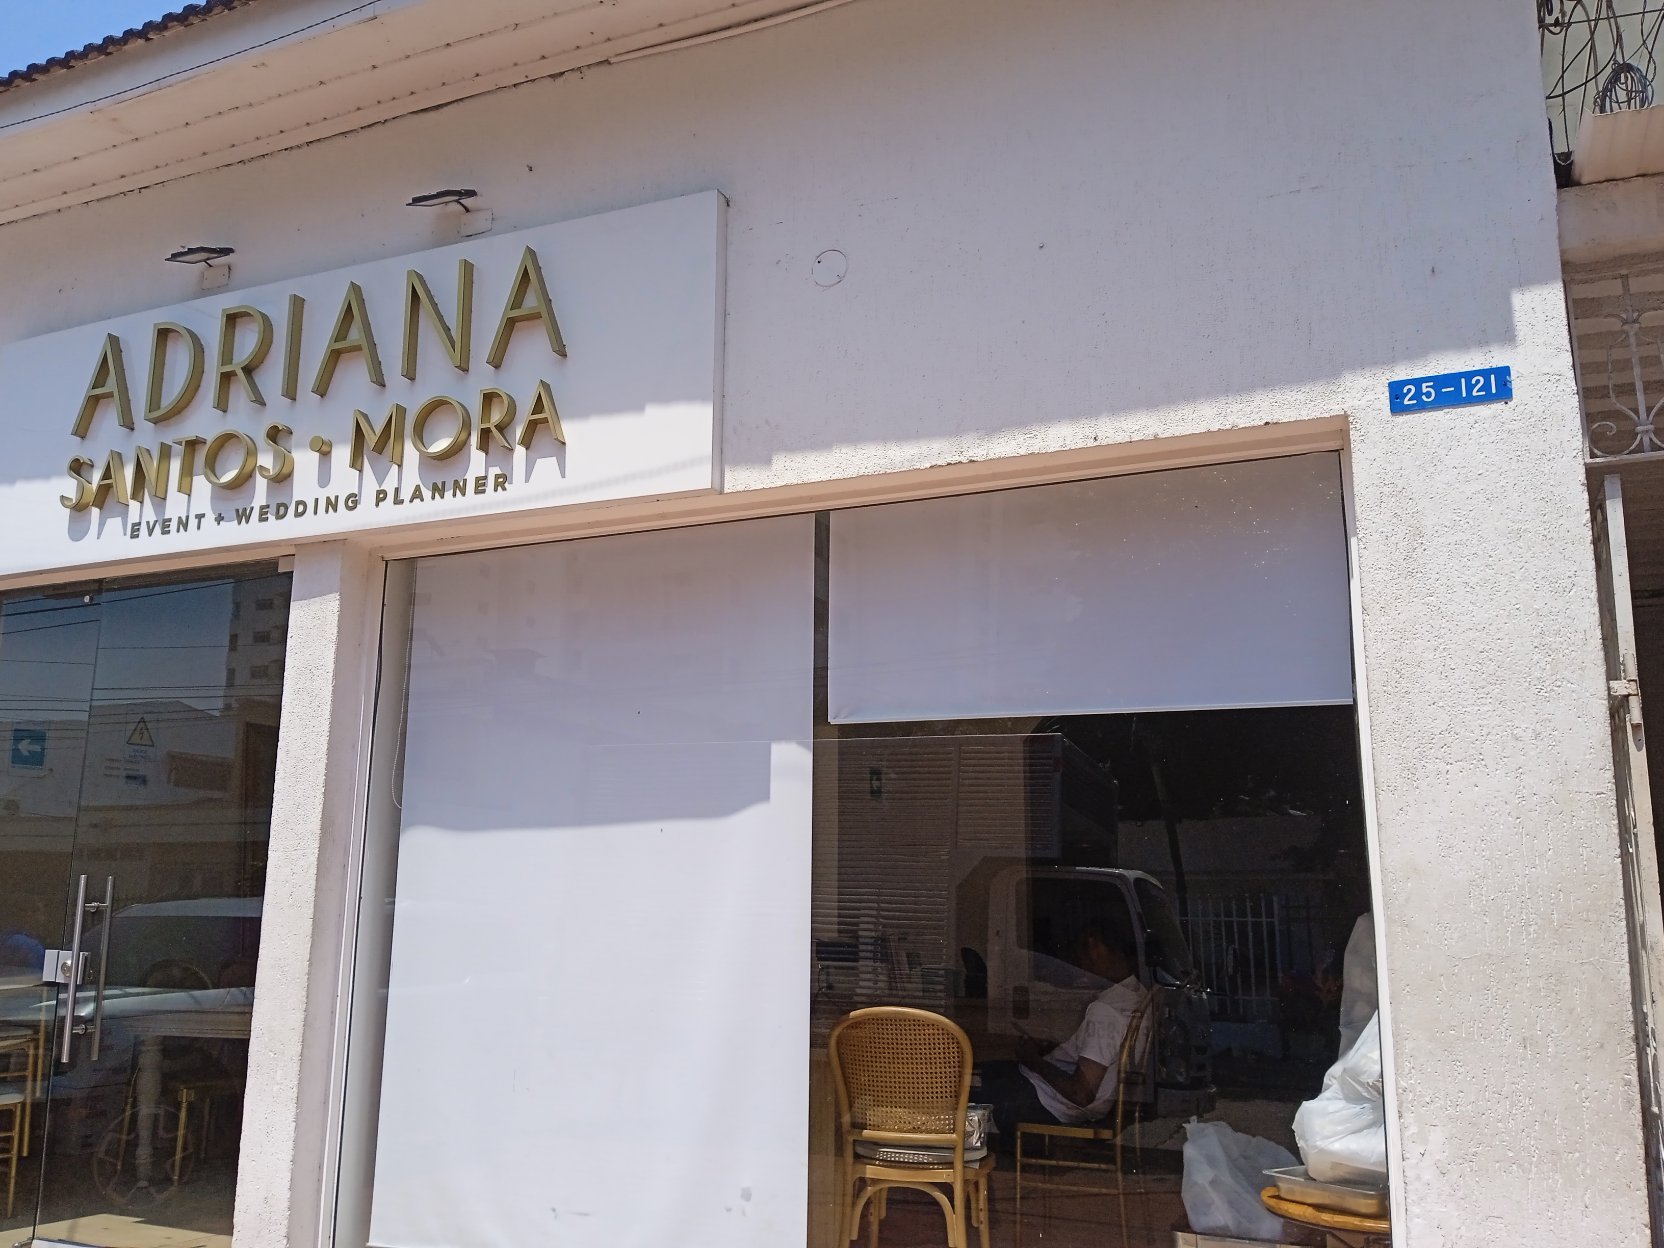 ADRIANA
SANTOS • MORA
EVENT + WEDDING PLANNER
25-121